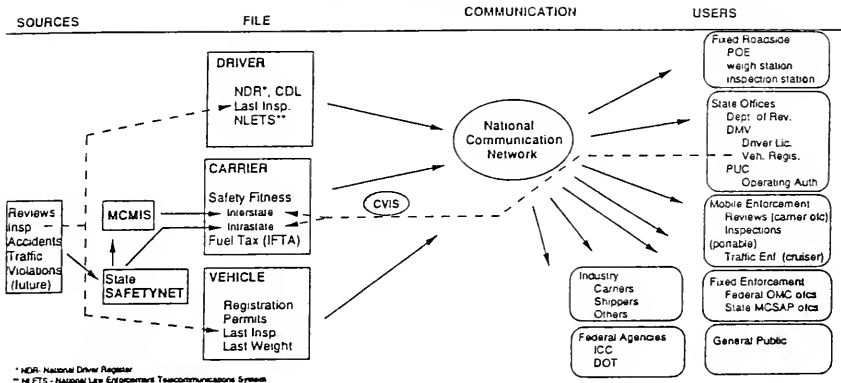 SOURCES
FILE
COMMUNICATION
USERS
Reviews
Insp
Accidents
Traffic
Violations
(future)
MCMIS
State
SAFETYNET
DRIVER
NDR*, CDL
Last Insp.
NLETS**
CARRIER
Safety Fitness
Interstate
Intrastate
Fuel Tax (IFTA)
VEHICLE
Registration
Permits
Last Insp.
Last Weight
CVIS
National
Communication
Network
Fixed Roadside
POE
weigh station
inspection station
State Offices
Dept. of Rev.
DMV
Driver Lic.
Veh. Regis.
PUC
Operating Auth
Mobile Enforcement
Reviews (carrier ofc)
Inspections
(portable)
Traffic Enf (cruiser)
Industry
Carriers
Shippers
Others
Fixed Enforcement
Federal OMC ofcs
State MCSAP ofcs
Federal Agencies
ICC
DOT
General Public
* NDR- National Driver Register
** NLETS - National Law Enforcement Telecommunications System